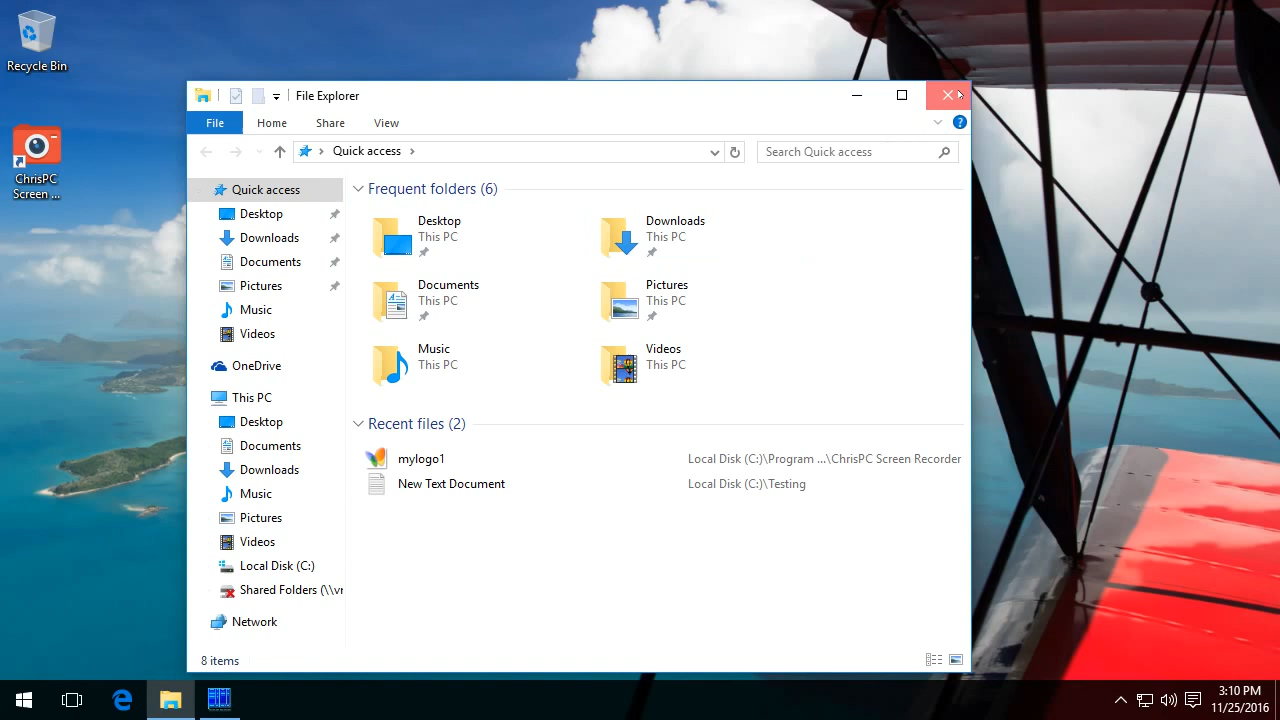 Recycle Bin
ChrisPC
Screen ...
File Explorer
File
Home
Share
View
Quick access
Search Quick access
Quick access
Desktop
Downloads
Documents
Pictures
Music
Videos
OneDrive
This PC
Desktop
Documents
Downloads
Music
Pictures
Videos
Local Disk (C:)
Shared Folders (\\vr
Network
Frequent folders (6)
Desktop
This PC
Downloads
This PC
Documents
This PC
Pictures
This PC
Music
This PC
Videos
This PC
Recent files (2)
mylogo1
Local Disk (C:)\Program ...\ChrisPC Screen Recorder
New Text Document
Local Disk (C:)\Testing
8 items
3:10 PM
11/25/2016